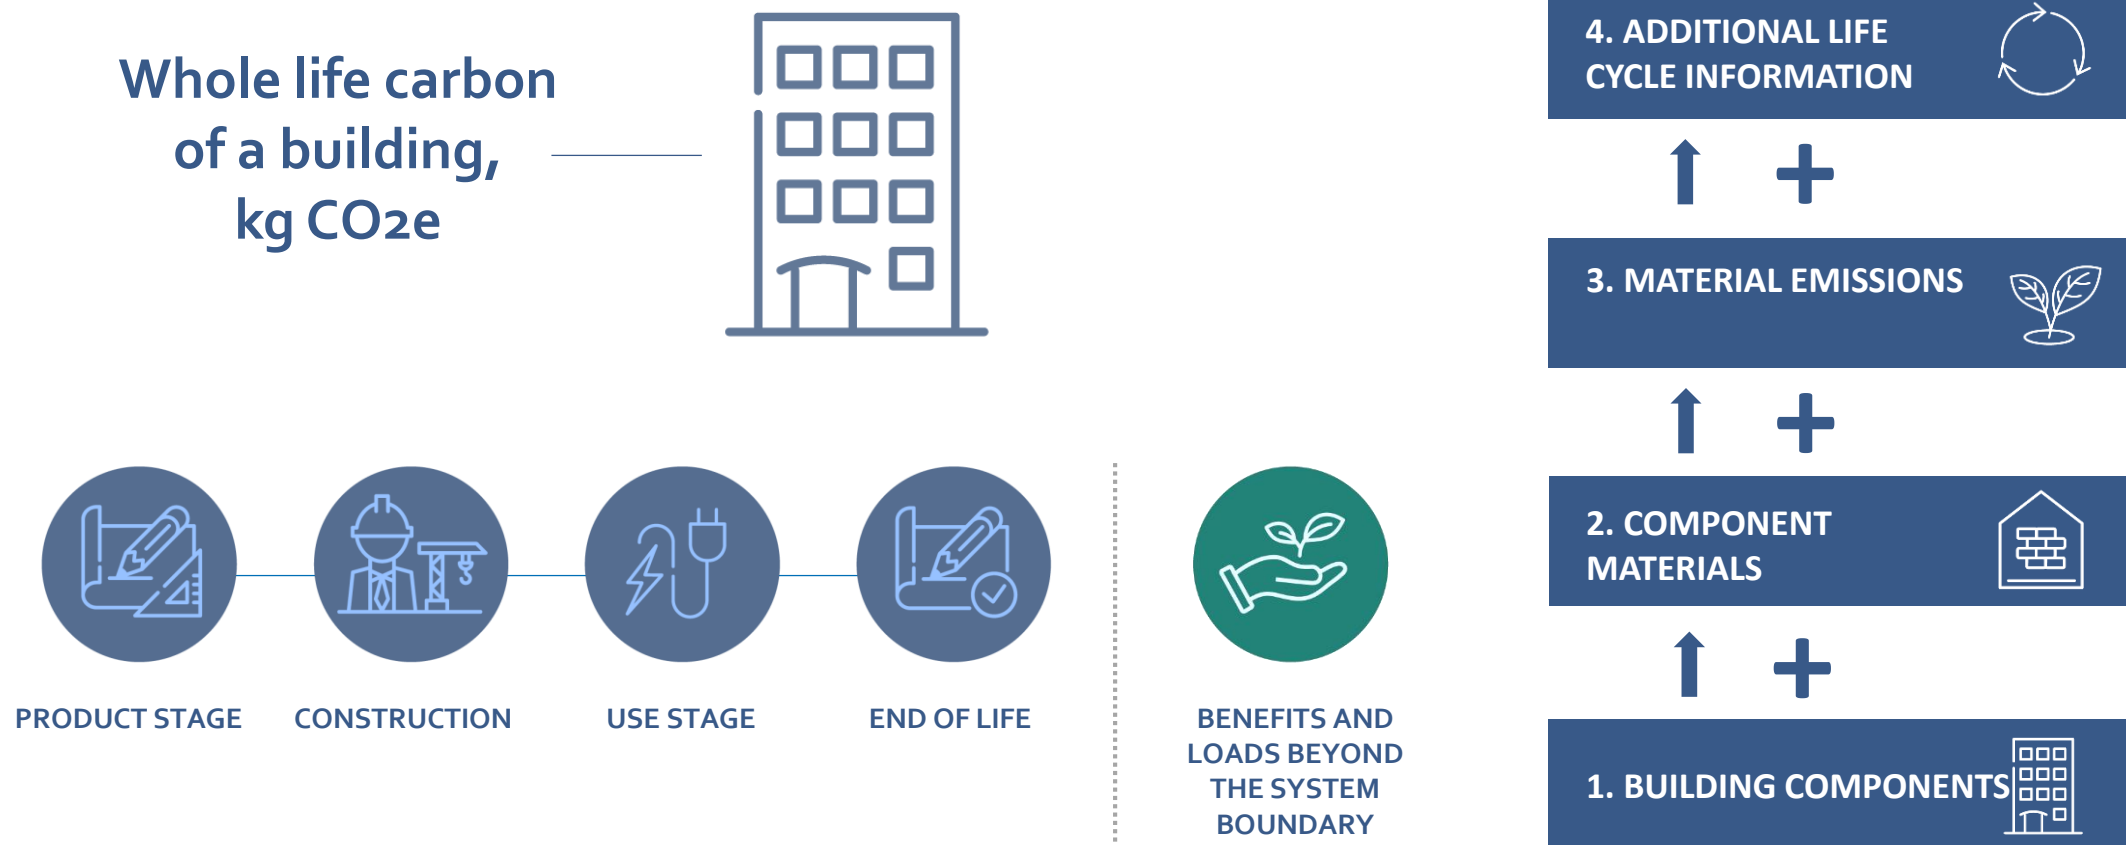 Whole life carbon
of a building,
kg CO2e
PRODUCT STAGE
CONSTRUCTION
USE STAGE
END OF LIFE
BENEFITS AND
LOADS BEYOND
THE SYSTEM
BOUNDARY
4. ADDITIONAL LIFE
CYCLE INFORMATION
3. MATERIAL EMISSIONS
2. COMPONENT
MATERIALS
1. BUILDING COMPONENTS